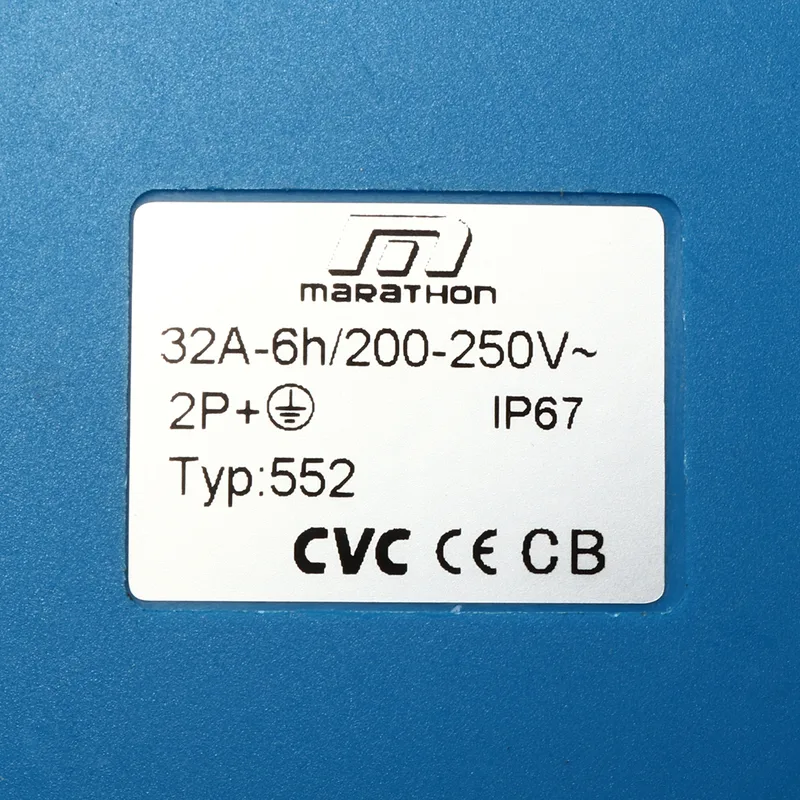 marathon
32A-6h/200-250V~
2P+⏚ IP67
Typ:552
CVC CE CB